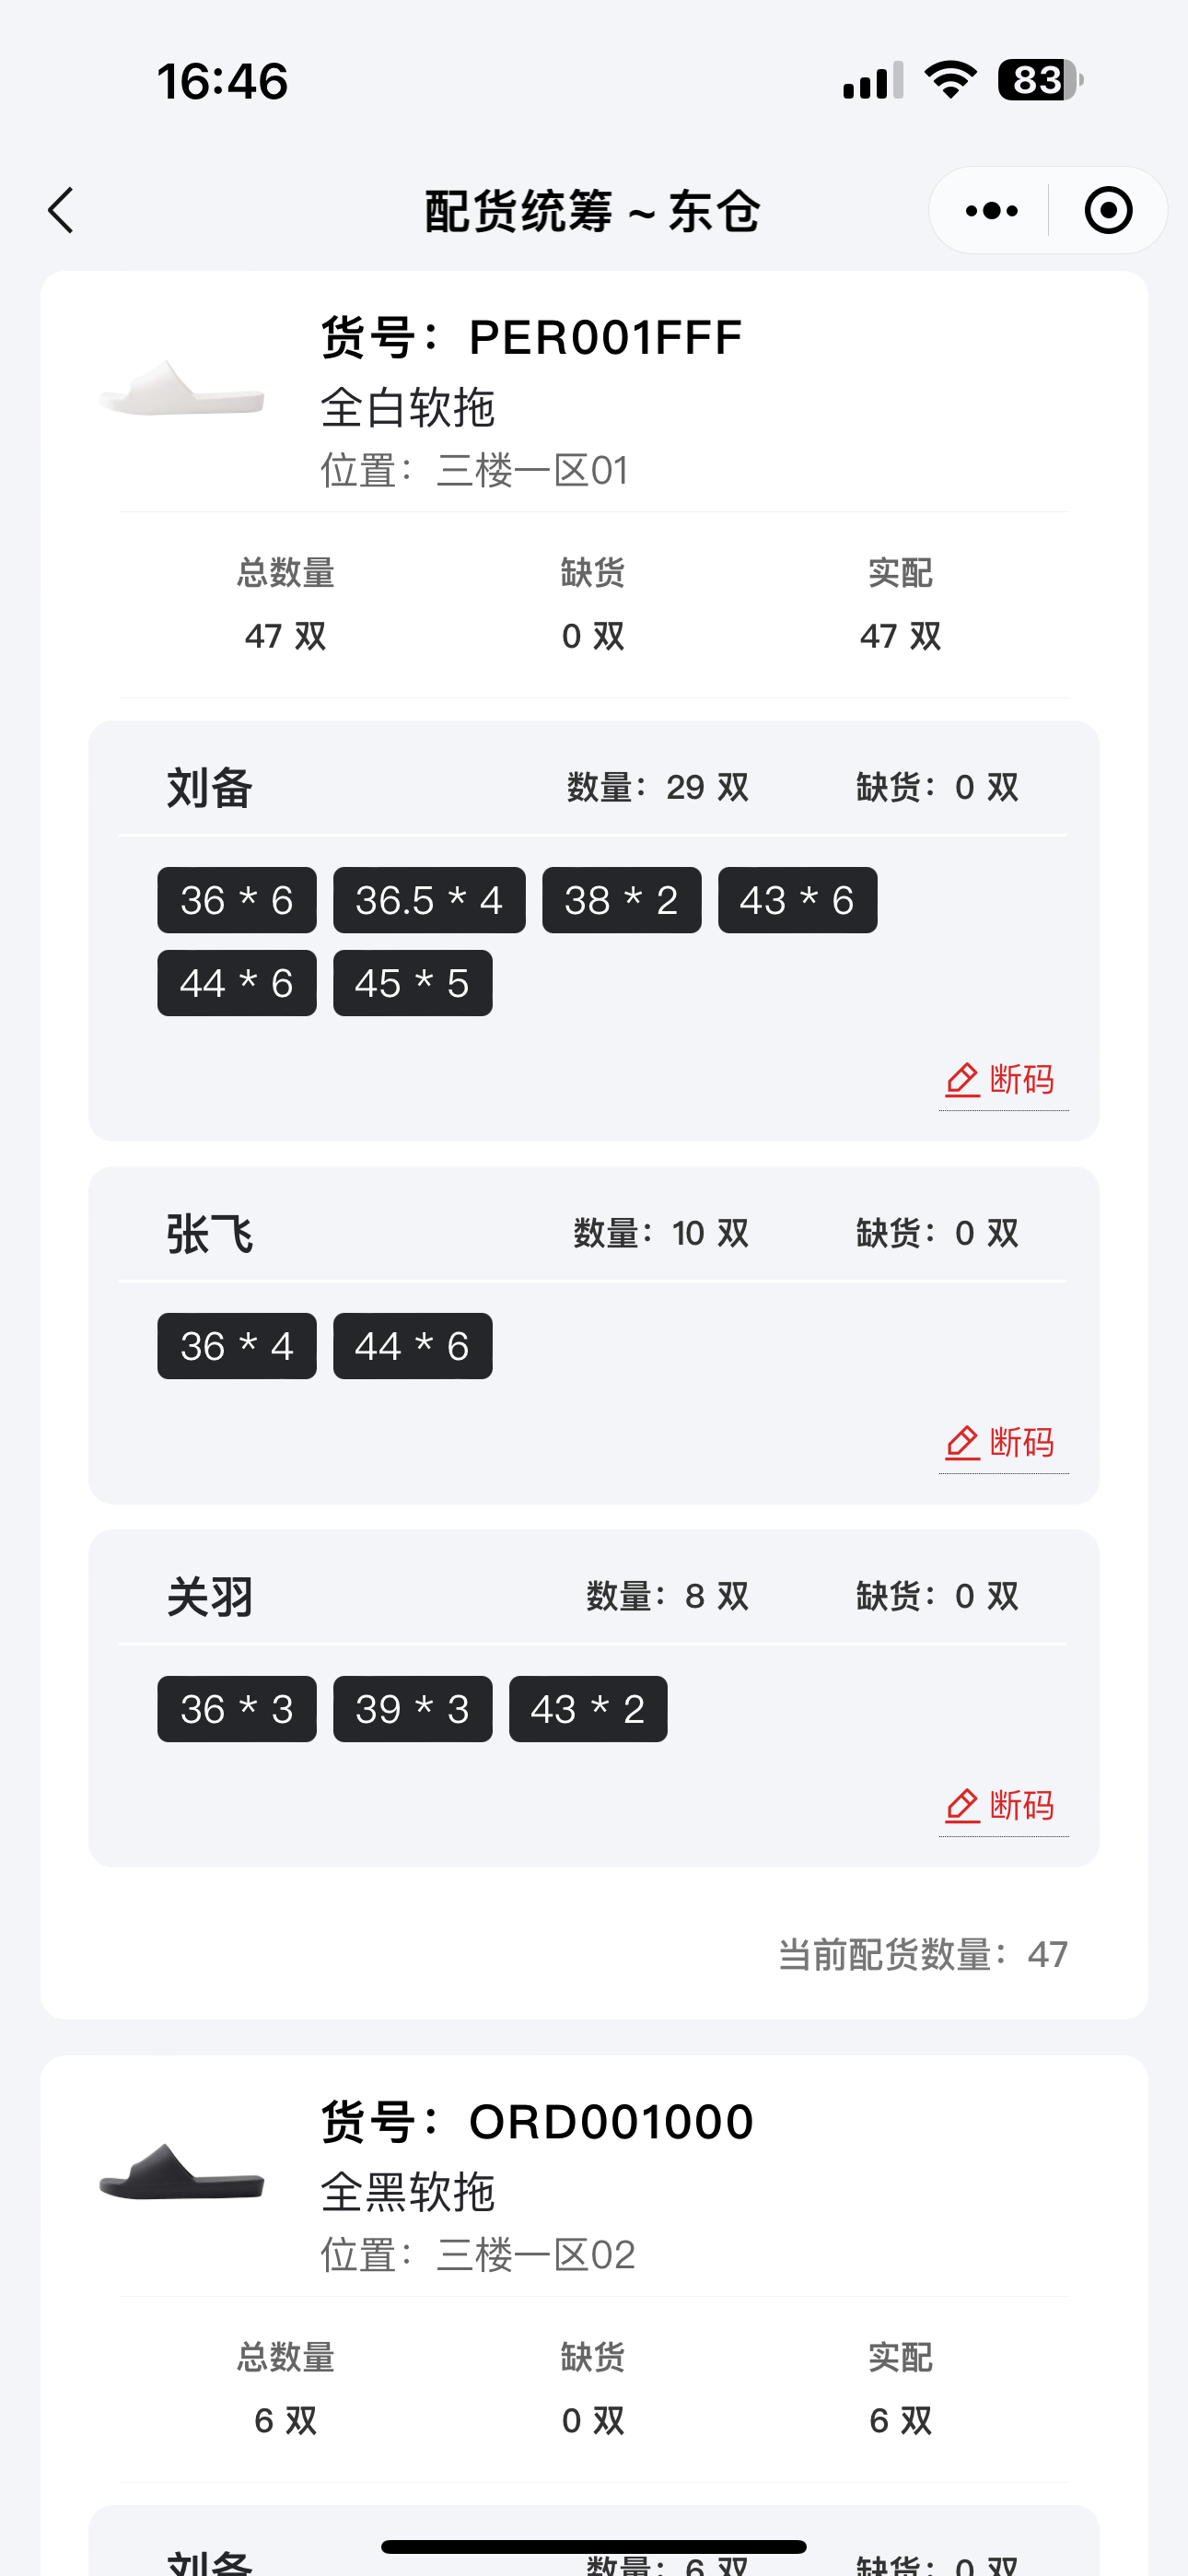 16:46
83
配货统筹 ~ 东仓
货号：PER001FFF
全白软拖
位置：三楼一区01
总数量 缺货 实配
47 双 0 双 47 双
刘备 数量：29 双 缺货：0 双
36 * 6 36.5 * 4 38 * 2 43 * 6
44 * 6 45 * 5
断码
张飞 数量：10 双 缺货：0 双
36 * 4 44 * 6
断码
关羽 数量：8 双 缺货：0 双
36 * 3 39 * 3 43 * 2
断码
当前配货数量：47
货号：ORD001000
全黑软拖
位置：三楼一区02
总数量 缺货 实配
6 双 0 双 6 双
刘备 数量：6 双 缺货：0 双